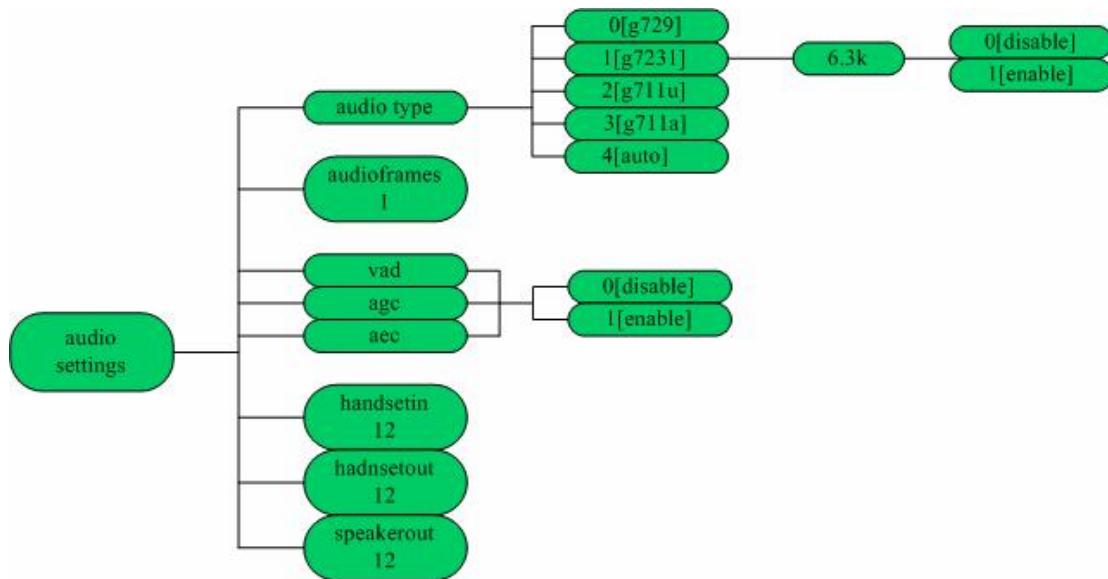 audio
settings
audio type
0[g729]
1[g7231]
2[g711u]
3[g711a]
4[auto]
6.3k
0[disable]
1[enable]
audioframes
1
vad
agc
aec
0[disable]
1[enable]
handsetin
12
hadnsetout
12
speakerout
12